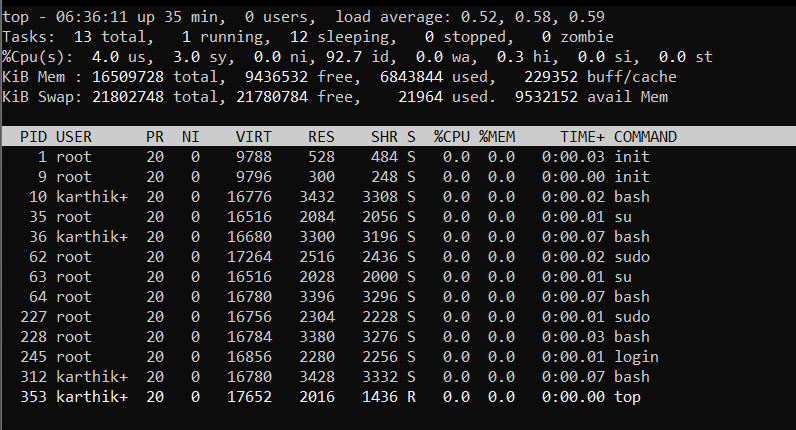 top - 06:36:11 up 35 min,  0 users,  load average: 0.52, 0.58, 0.59
Tasks:  13 total,   1 running,  12 sleeping,   0 stopped,   0 zombie
%Cpu(s):  4.0 us,  3.0 sy,  0.0 ni, 92.7 id,  0.0 wa,  0.3 hi,  0.0 si,  0.0 st
KiB Mem : 16509728 total,  9436532 free,  6843844 used,   229352 buff/cache
KiB Swap: 21802748 total, 21780784 free,    21964 used.  9532152 avail Mem
  PID USER      PR  NI    VIRT    RES    SHR S  %CPU %MEM     TIME+ COMMAND
    1 root      20   0    9788    528    484 S   0.0  0.0   0:00.03 init
    9 root      20   0    9796    300    248 S   0.0  0.0   0:00.00 init
   10 karthik+  20   0   16776   3432   3308 S   0.0  0.0   0:00.02 bash
   35 root      20   0   16516   2084   2056 S   0.0  0.0   0:00.01 su
   36 karthik+  20   0   16680   3300   3196 S   0.0  0.0   0:00.07 bash
   62 root      20   0   17264   2516   2436 S   0.0  0.0   0:00.02 sudo
   63 root      20   0   16516   2028   2000 S   0.0  0.0   0:00.01 su
   64 root      20   0   16780   3396   3296 S   0.0  0.0   0:00.07 bash
  227 root      20   0   16756   2304   2228 S   0.0  0.0   0:00.01 sudo
  228 root      20   0   16784   3380   3276 S   0.0  0.0   0:00.03 bash
  245 root      20   0   16856   2280   2256 S   0.0  0.0   0:00.01 login
  312 karthik+  20   0   16780   3428   3332 S   0.0  0.0   0:00.07 bash
  353 karthik+  20   0   17652   2016   1436 R   0.0  0.0   0:00.00 top